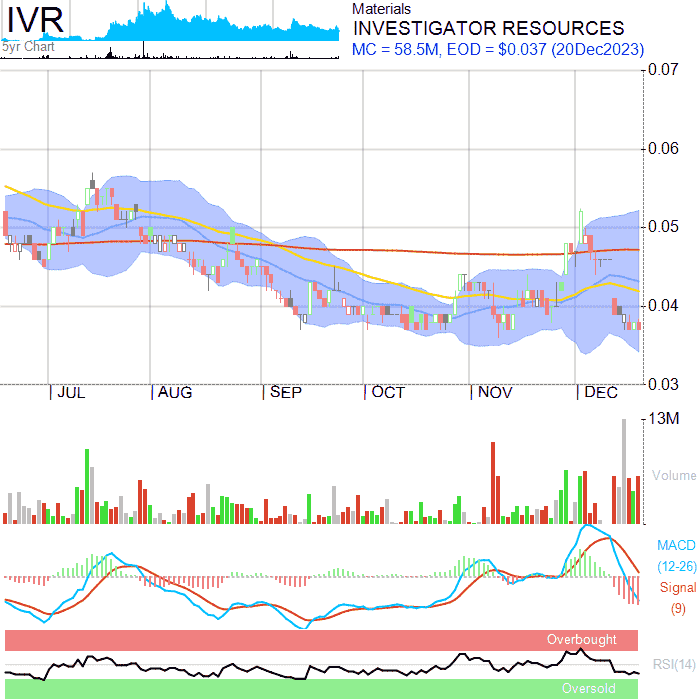 IVR
5yr Chart
Materials
INVESTIGATOR RESOURCES
MC = 58.5M, EOD = $0.037 (20Dec2023)
0.07
0.06
0.05
0.04
0.03
JUL
AUG
SEP
OCT
NOV
DEC
13M
Volume
MACD
(12-26)
Signal
(9)
Overbought
RSI(14)
Oversold